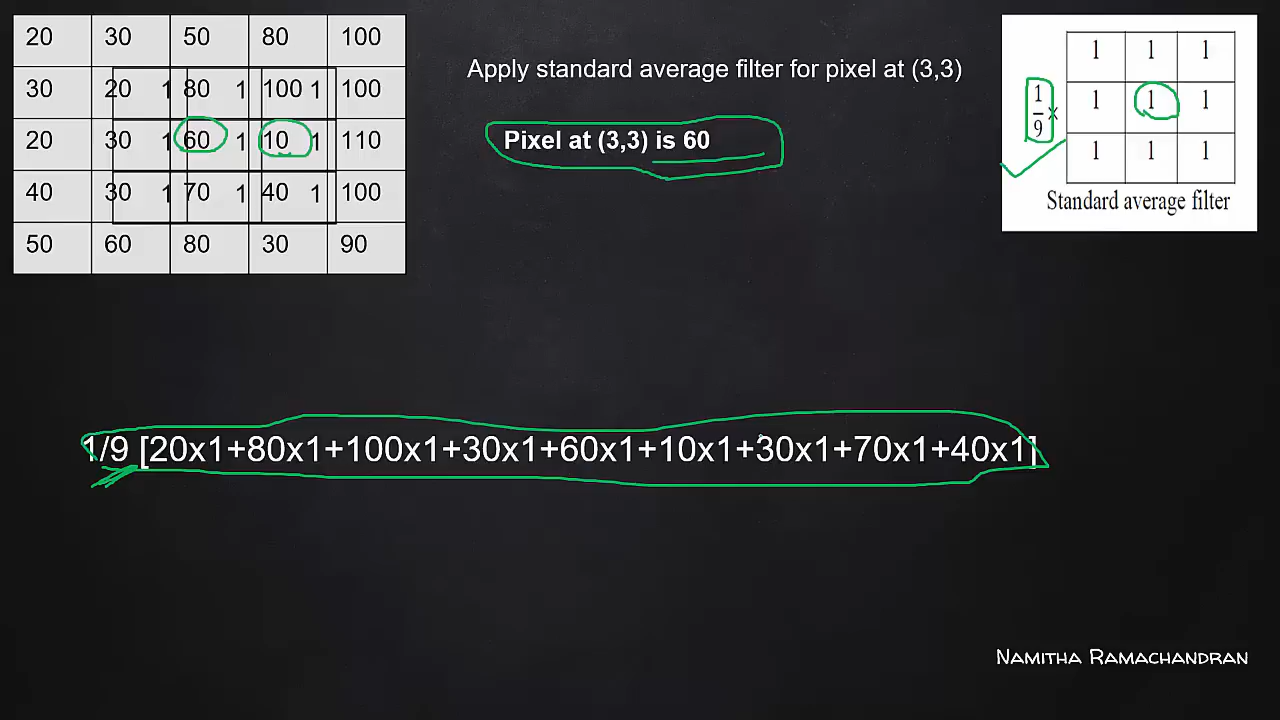 20 30 50 80 100
30 20 1 80 1 100 1 100
20 30 1 60 1 10 1 110
40 30 1 70 1 40 1 100
50 60 80 30 90
Apply standard average filter for pixel at (3,3)
Pixel at (3,3) is 60
1 1 1
1/9 x 1 1 1
1 1 1
Standard average filter
1/9 [20x1+80x1+100x1+30x1+60x1+10x1+30x1+70x1+40x1]
Namitha Ramachandran